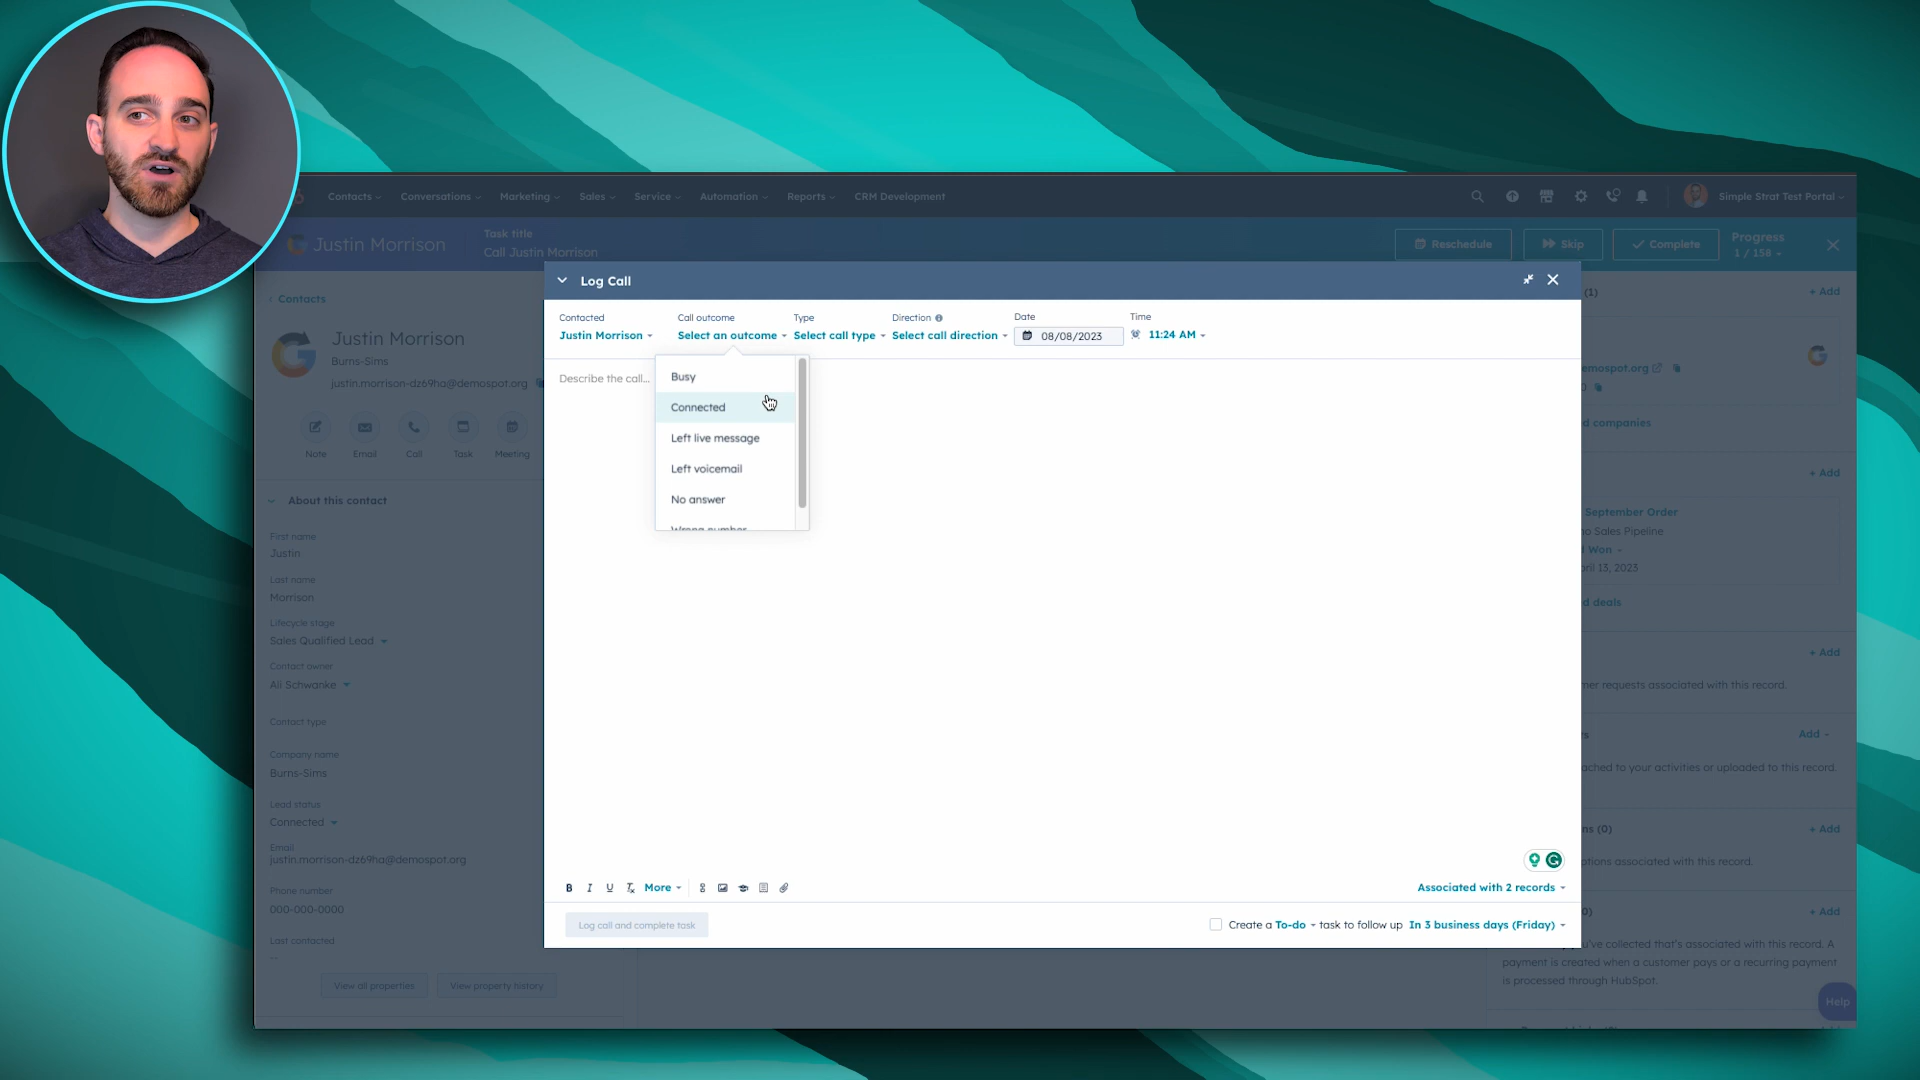 Contacts
Conversations
Marketing
Sales
Service
Automation
Reports
CRM Development
Simple Strat Test Portal
Justin Morrison
Task title
Call Justin Morrison
Reschedule
Skip
Complete
Progress
1 / 158
Contacts
Justin Morrison
Burns-Sims
justin.morrison-dz69ha@demospot.org
Note
Email
Call
Task
Meeting
About this contact
First name
Justin
Last name
Morrison
Lifecycle stage
Sales Qualified Lead
Contact owner
Ali Schwanke
Contact type
Company name
Burns-Sims
Lead status
Connected
Email
justin.morrison-dz69ha@demospot.org
Phone number
000-000-0000
Last contacted
--
View all properties
View property history
Log Call
Contacted
Justin Morrison
Call outcome
Select an outcome
Type
Select call type
Direction
Select call direction
Date
08/08/2023
Time
11:24 AM
Describe the call...
Busy
Connected
Left live message
Left voicemail
No answer
Wrong number
B I U Tx More
Associated with 2 records
Log call and complete task
Create a To-do task to follow up In 3 business days (Friday)
(1)
+ Add
emospot.org
0
d companies
+ Add
September Order
o Sales Pipeline
Won
ril 13, 2023
d deals
+ Add
mer requests associated with this record.
s
Add
ached to your activities or uploaded to this record.
ns (0)
+ Add
ptions associated with this record.
0)
+ Add
u've collected that's associated with this record. A
payment is created when a customer pays or a recurring payment
is processed through HubSpot.
Help